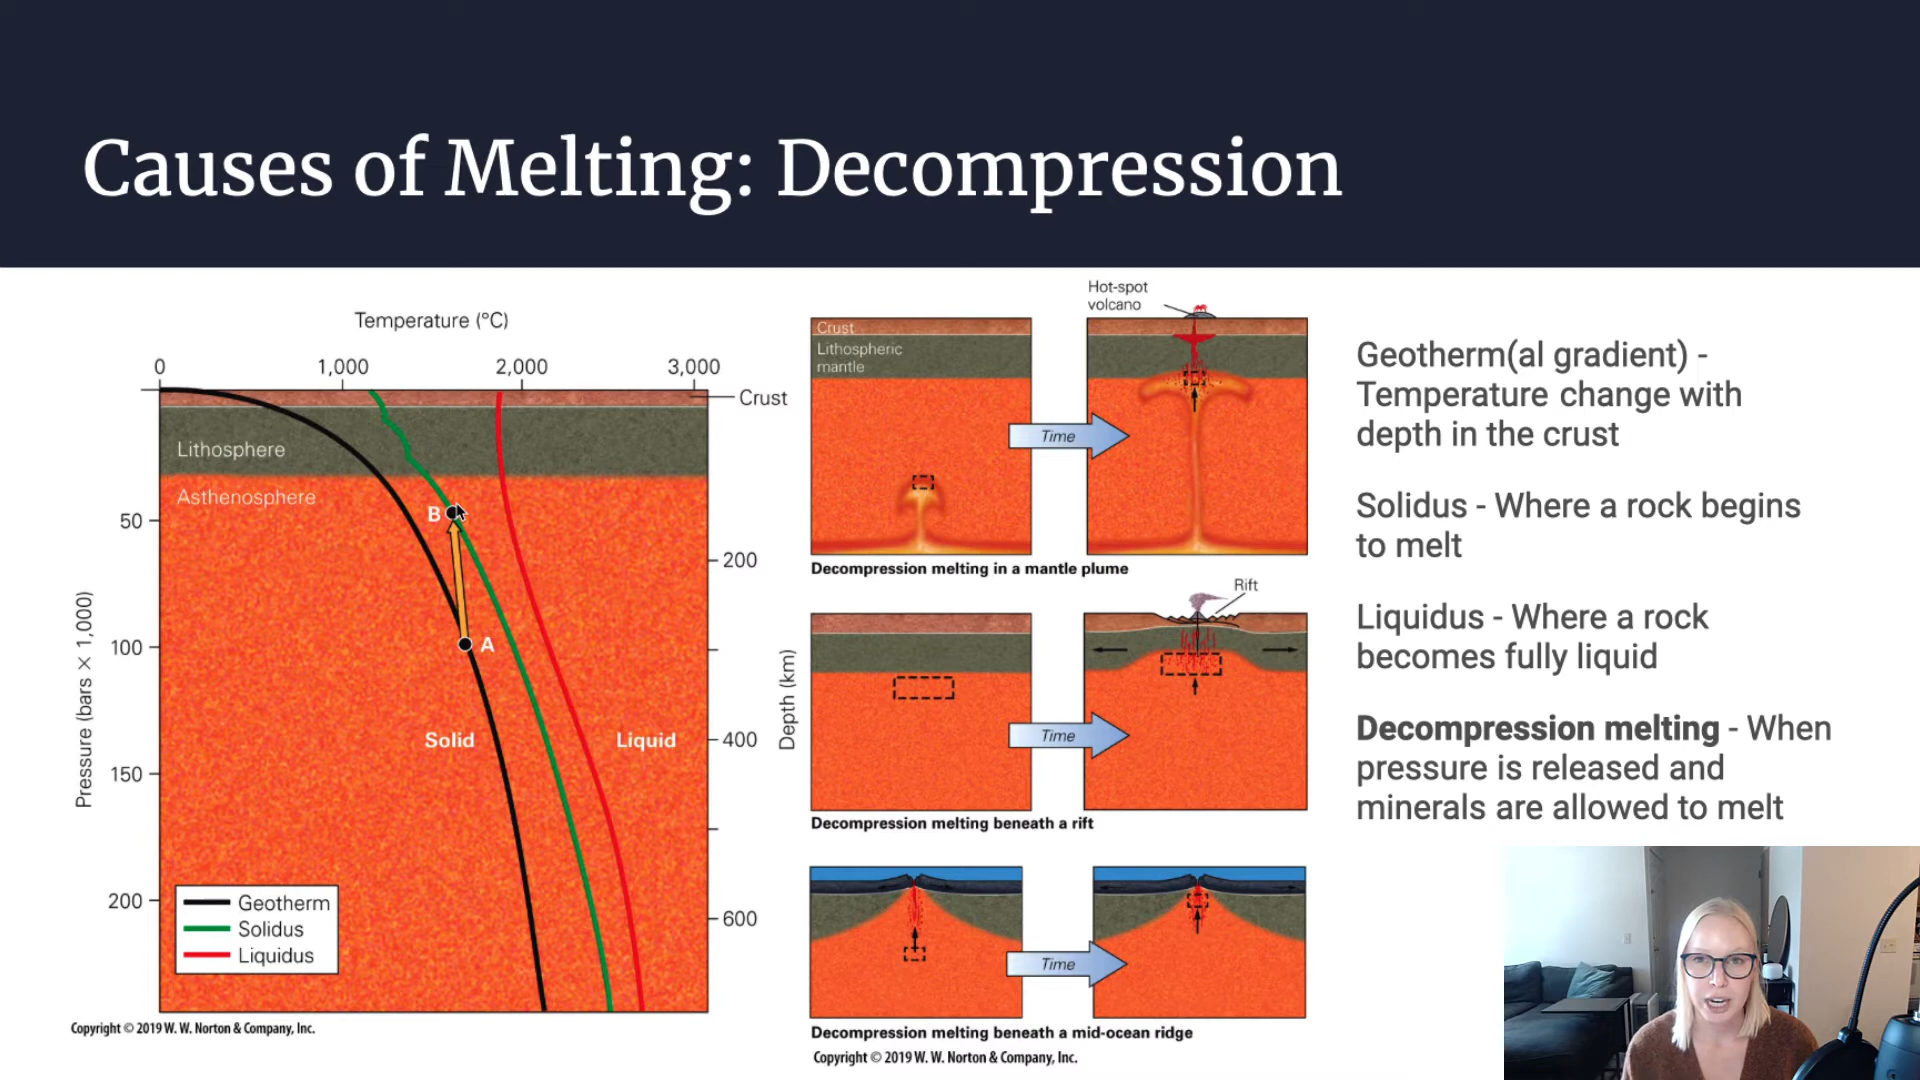 Causes of Melting: Decompression
Temperature (°C)
0 1,000 2,000 3,000
Crust
Lithosphere
Asthenosphere
B
A
Solid
Liquid
50
100
150
200
Pressure (bars × 1,000)
200
400
600
Depth (km)
Geotherm
Solidus
Liquidus
Copyright © 2019 W. W. Norton & Company, Inc.
Hot-spot
volcano
Crust
Lithospheric
mantle
Time
Decompression melting in a mantle plume
Rift
Time
Decompression melting beneath a rift
Time
Decompression melting beneath a mid-ocean ridge
Copyright © 2019 W. W. Norton & Company, Inc.
Geotherm(al gradient) -
Temperature change with
depth in the crust
Solidus - Where a rock begins
to melt
Liquidus - Where a rock
becomes fully liquid
Decompression melting - When
pressure is released and
minerals are allowed to melt